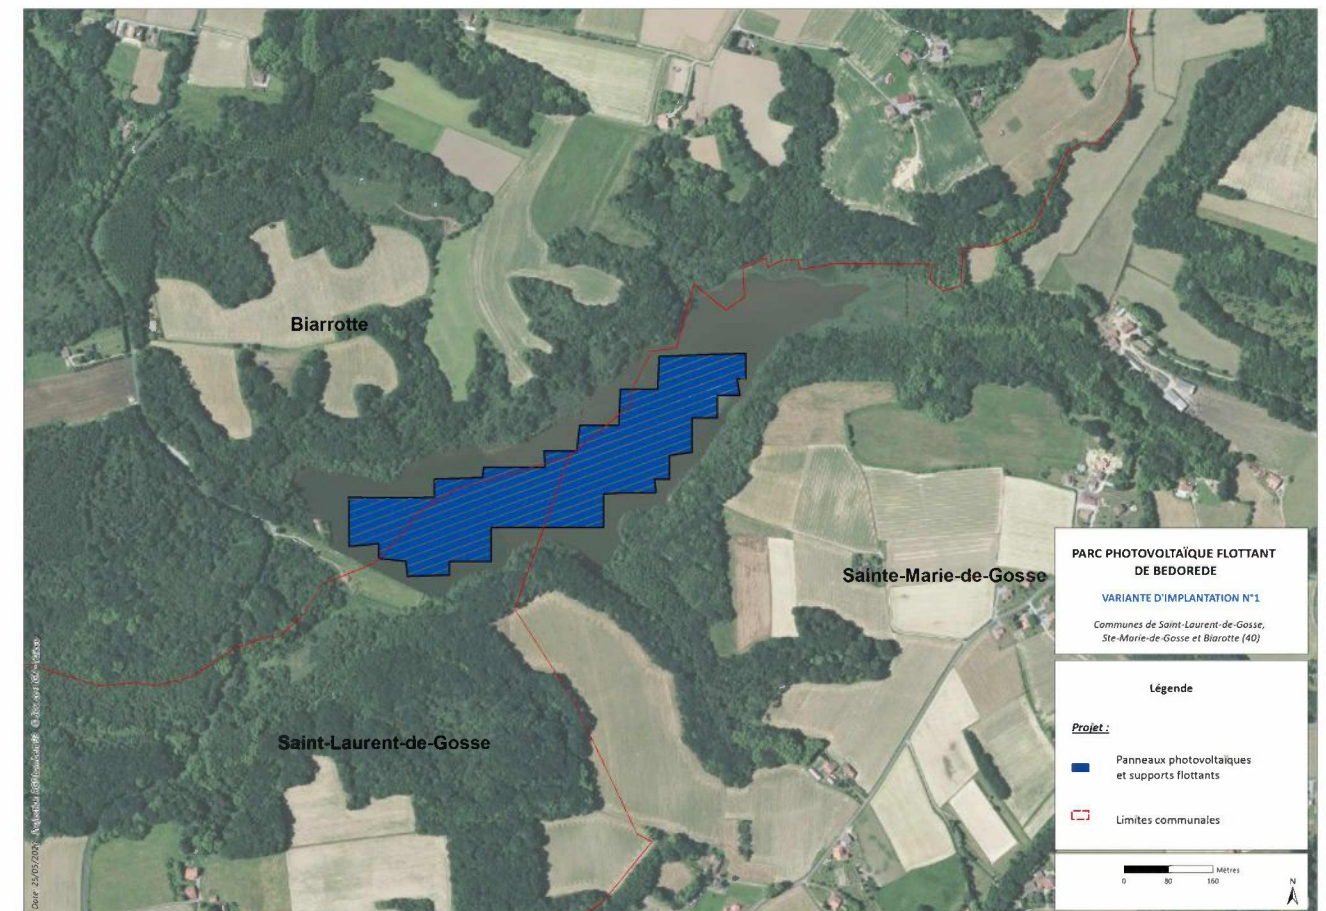 Biarrotte
Sainte-Marie-de-Gosse
Saint-Laurent-de-Gosse
PARC PHOTOVOLTAÏQUE FLOTTANT
DE BEDOREDE
VARIANTE D'IMPLANTATION N°1
Communes de Saint-Laurent-de-Gosse,
Ste-Marie-de-Gosse et Biarotte (40)
Légende
Projet :
Panneaux photovoltaïques
et supports flottants
Limites communales
Mètres
0 80 160
N
Date